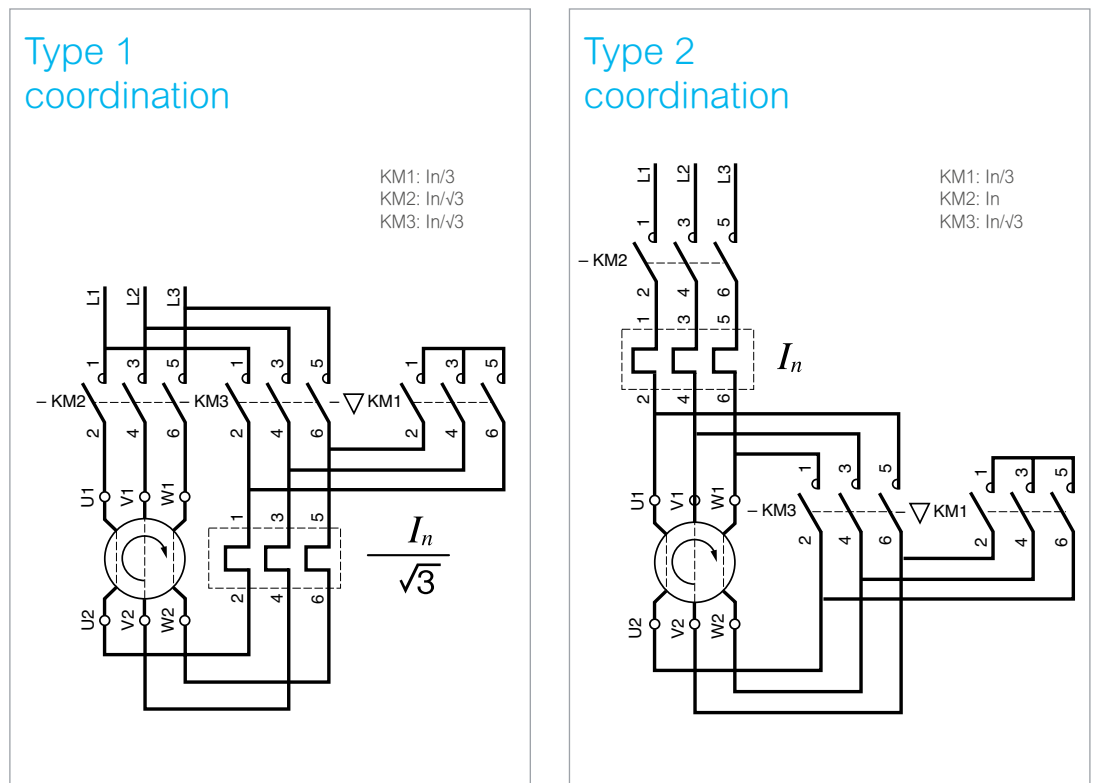 Type 1
coordination
KM1: In/3
KM2: In/√3
KM3: In/√3
L1 L2 L3
1 3 5 1 3 5 1 3 5
– KM2 KM3 ▽ KM1
2 4 6 2 4 6 2 4 6
U1 V1 W1
1 3 5
In
√3
2 4 6
U2 V2 W2
Type 2
coordination
KM1: In/3
KM2: In
KM3: In/√3
L1 L2 L3
1 3 5
– KM2
2 4 6
1 3 5
In
2 4 6
1 3 5 1 3 5
U1 V1 W1
– KM3 ▽ KM1
2 4 6 2 4 6
U2 V2 W2